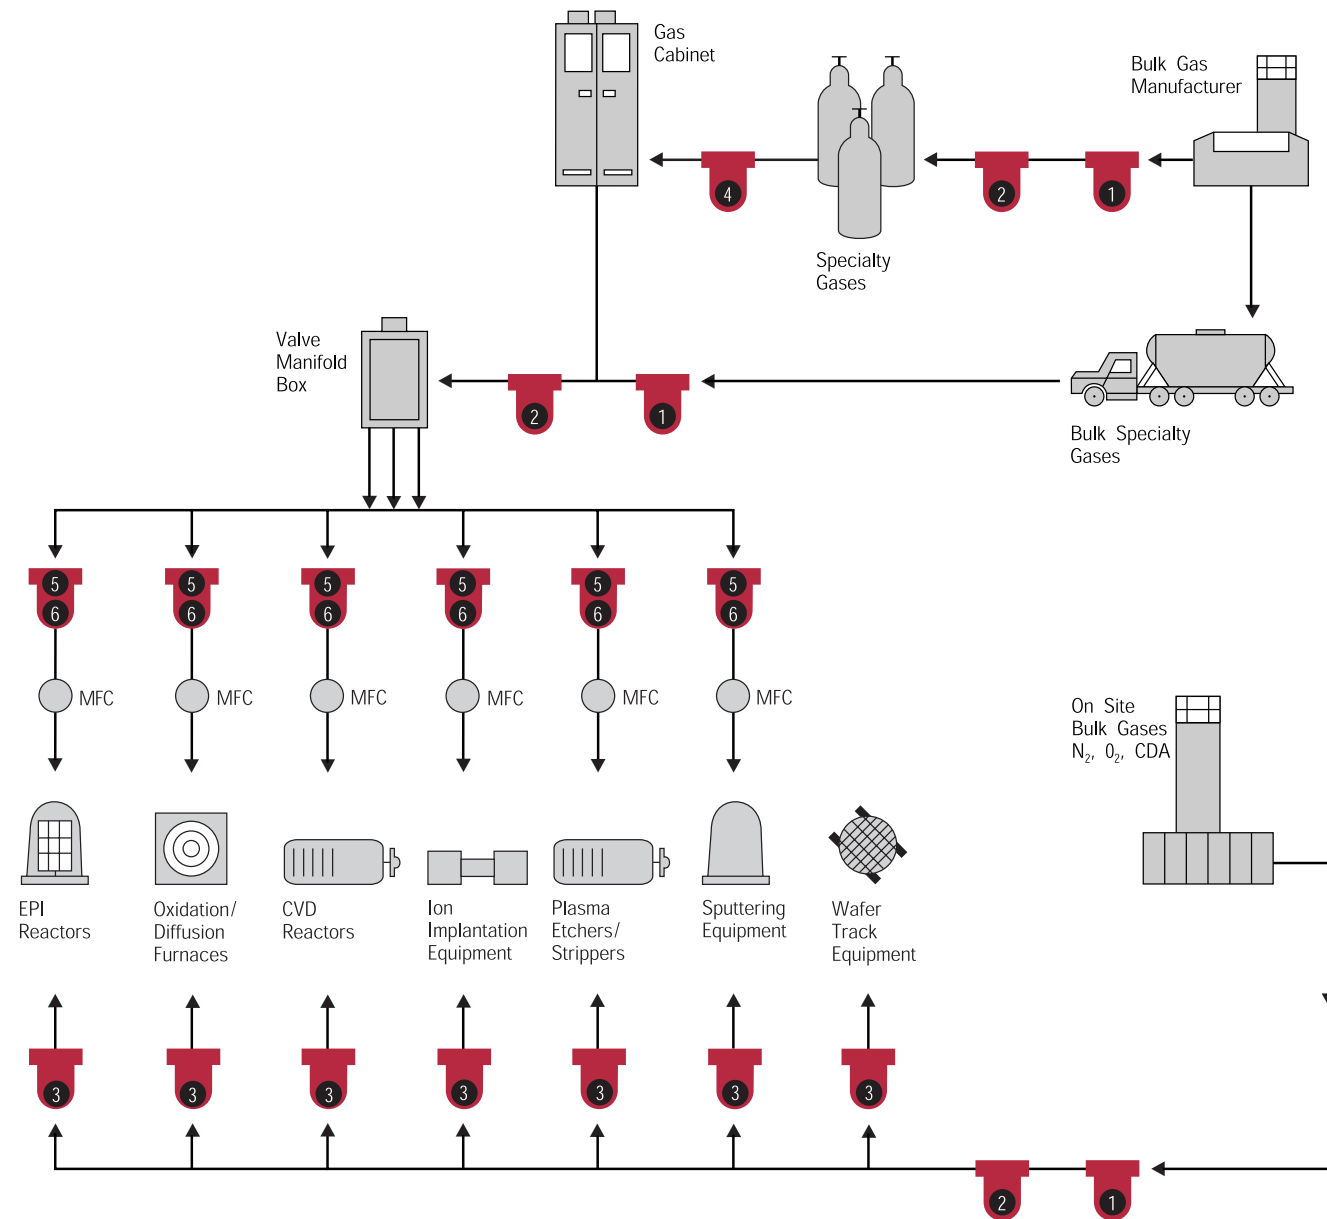 Gas
Cabinet
Bulk Gas
Manufacturer
4
2
1
Specialty
Gases
Valve
Manifold
Box
2
1
Bulk Specialty
Gases
5 5 5 5 5 5
6 6 6 6 6 6
MFC MFC MFC MFC MFC MFC
On Site
Bulk Gases
N₂, 0₂, CDA
EPI
Reactors
Oxidation/
Diffusion
Furnaces
CVD
Reactors
Ion
Implantation
Equipment
Plasma
Etchers/
Strippers
Sputtering
Equipment
Wafer
Track
Equipment
3 3 3 3 3 3 3
2
1